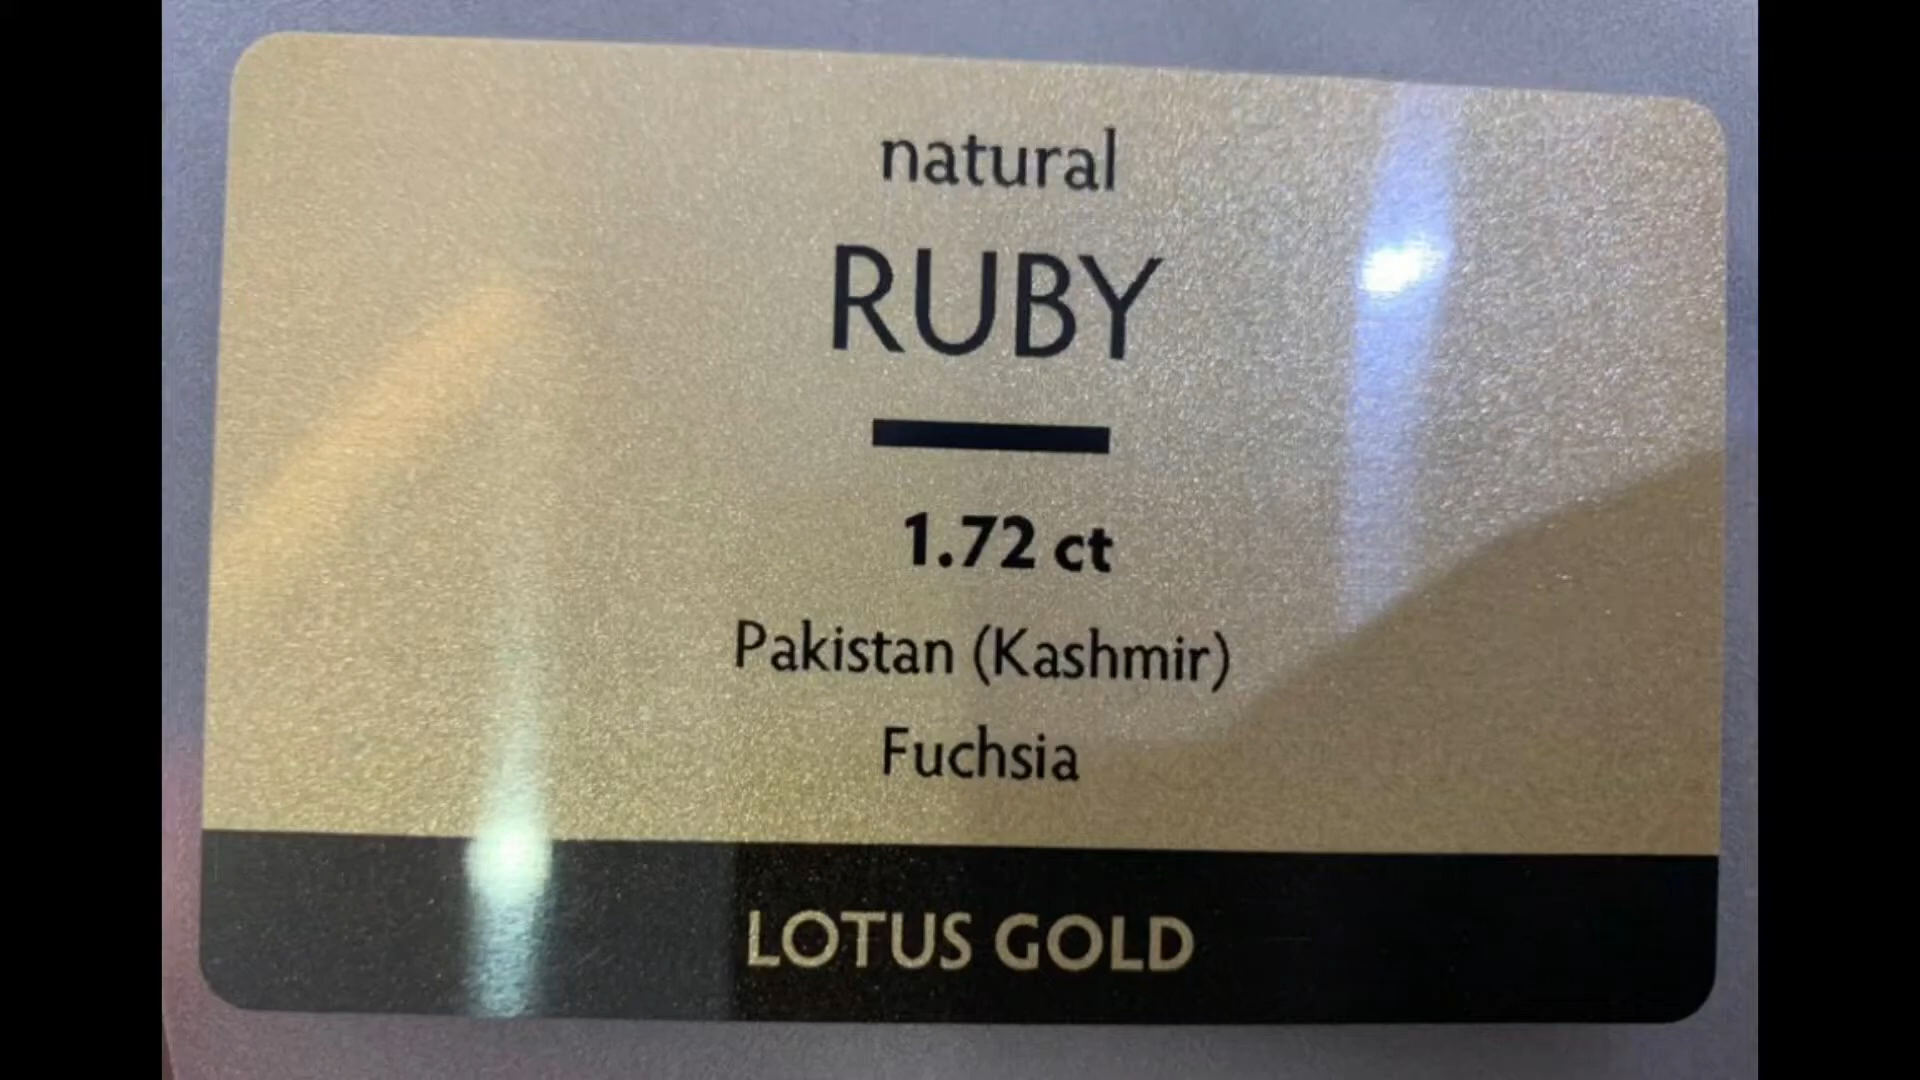 natural
RUBY
1.72 ct
Pakistan (Kashmir)
Fuchsia
LOTUS GOLD